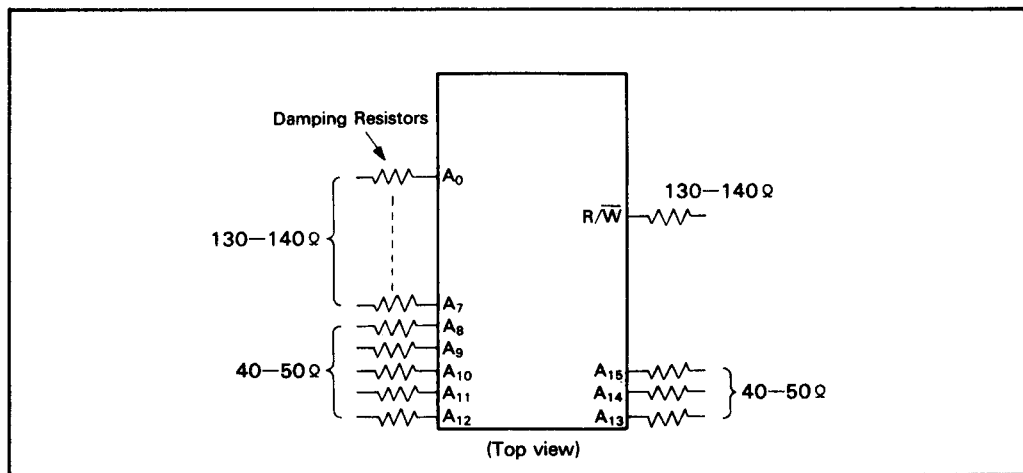 Damping Resistors
A₀
130–140Ω
R/W̅
130–140Ω
A₇
A₈
A₉
A₁₀
A₁₁
A₁₂
40–50Ω
A₁₅
A₁₄
A₁₃
40–50Ω
(Top view)